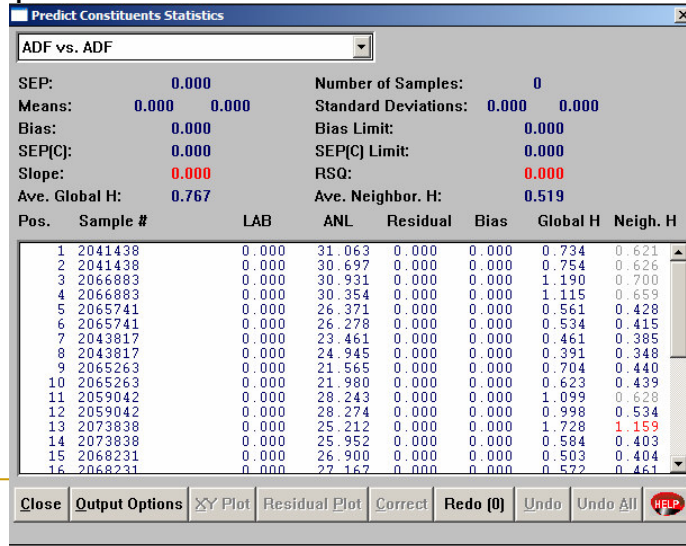 Predict Constituents Statistics
ADF vs. ADF
SEP: 0.000 Number of Samples: 0
Means: 0.000 0.000 Standard Deviations: 0.000 0.000
Bias: 0.000 Bias Limit: 0.000
SEP(C): 0.000 SEP(C) Limit: 0.000
Slope: 0.000 RSQ: 0.000
Ave. Global H: 0.767 Ave. Neighbor. H: 0.519
Pos. Sample # LAB ANL Residual Bias Global H Neigh. H
1 2041438 0.000 31.063 0.000 0.000 0.734 0.621
2 2041438 0.000 30.697 0.000 0.000 0.754 0.626
3 2066883 0.000 30.931 0.000 0.000 1.190 0.700
4 2066883 0.000 30.354 0.000 0.000 1.115 0.659
5 2065741 0.000 26.371 0.000 0.000 0.561 0.428
6 2065741 0.000 26.278 0.000 0.000 0.534 0.415
7 2043817 0.000 23.461 0.000 0.000 0.461 0.385
8 2043817 0.000 24.945 0.000 0.000 0.391 0.348
9 2065263 0.000 21.565 0.000 0.000 0.704 0.440
10 2065263 0.000 21.980 0.000 0.000 0.623 0.439
11 2059042 0.000 28.243 0.000 0.000 1.099 0.628
12 2059042 0.000 28.274 0.000 0.000 0.998 0.534
13 2073838 0.000 25.212 0.000 0.000 1.728 1.159
14 2073838 0.000 25.952 0.000 0.000 0.584 0.403
15 2068231 0.000 26.900 0.000 0.000 0.503 0.404
16 2068231 0.000 27.167 0.000 0.000 0.572 0.461
Close Output Options XY Plot Residual Plot Correct Redo (0) Undo Undo All HELP